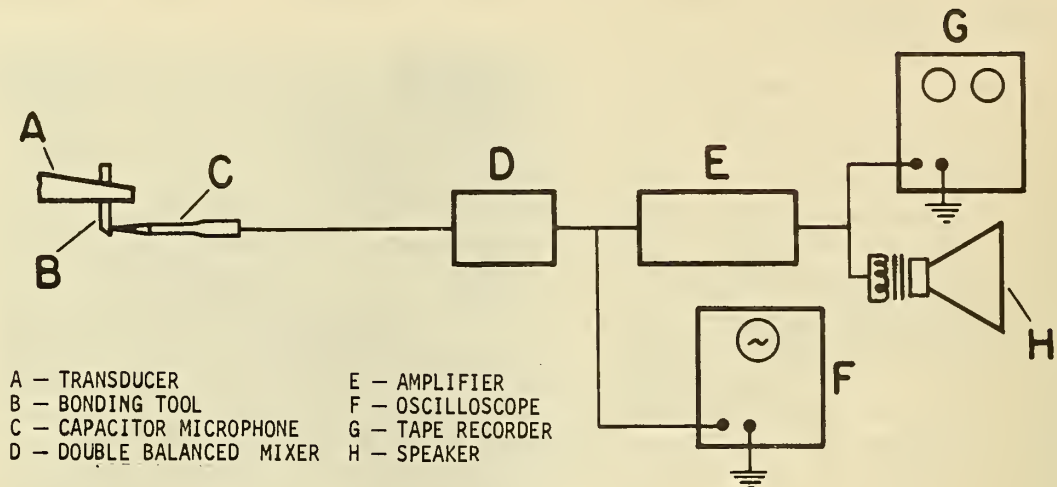 G
A
C
D
E
B
H
F
A — TRANSDUCER
B — BONDING TOOL
C — CAPACITOR MICROPHONE
D — DOUBLE BALANCED MIXER
E — AMPLIFIER
F — OSCILLOSCOPE
G — TAPE RECORDER
H — SPEAKER